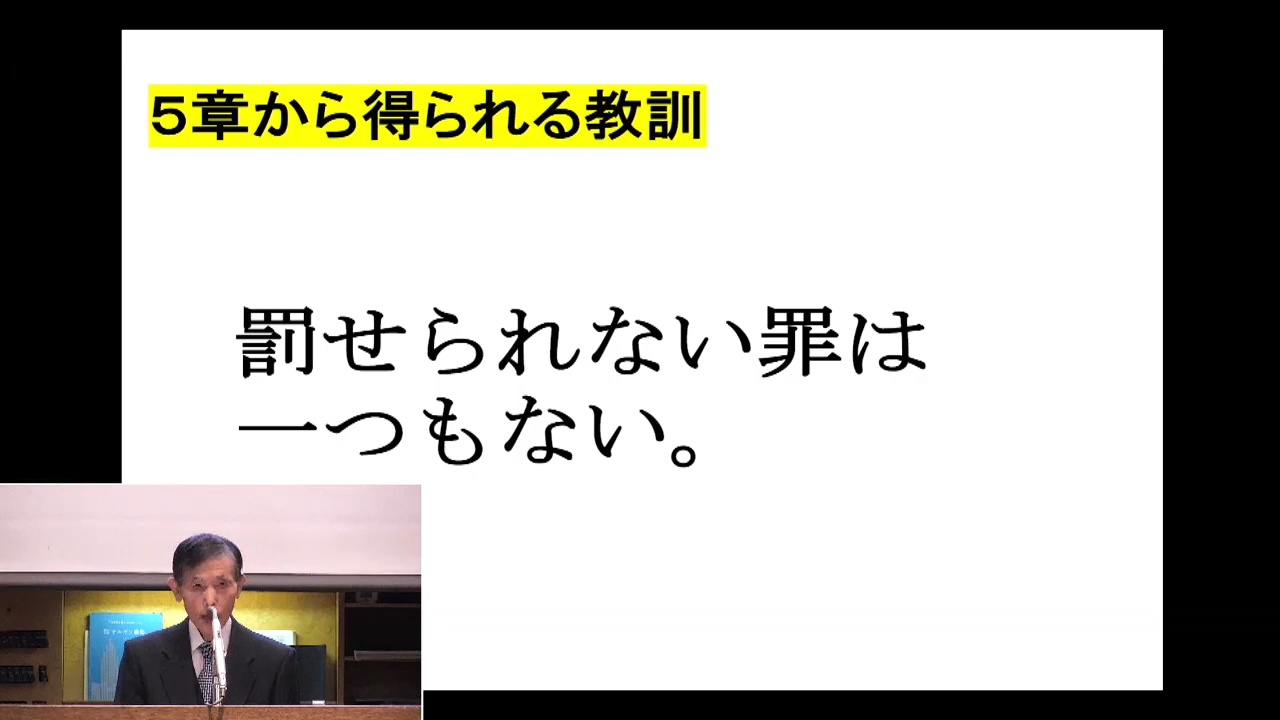 ５章から得られる教訓
罰せられない罪は
一つもない。